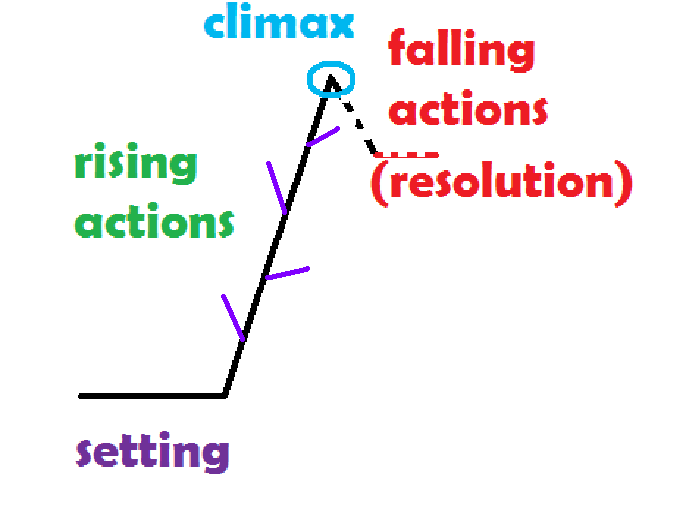 climax
falling
actions
(resolution)
rising
actions
setting